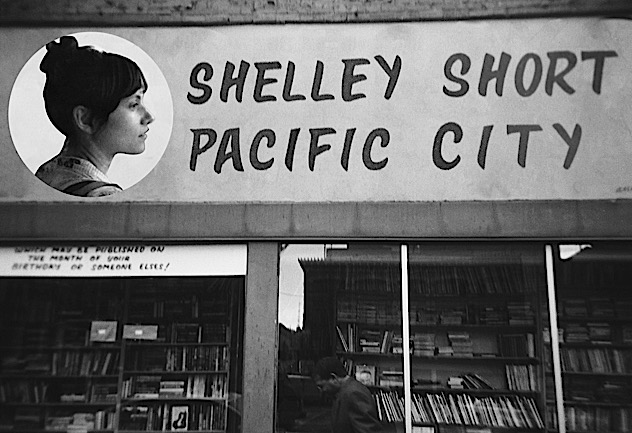 SHELLEY SHORT
PACIFIC CITY
WHICH MAY BE PUBLISHED ON
THE MONTH OF YOUR
BIRTHDAY OR SOMEONE ELSES!